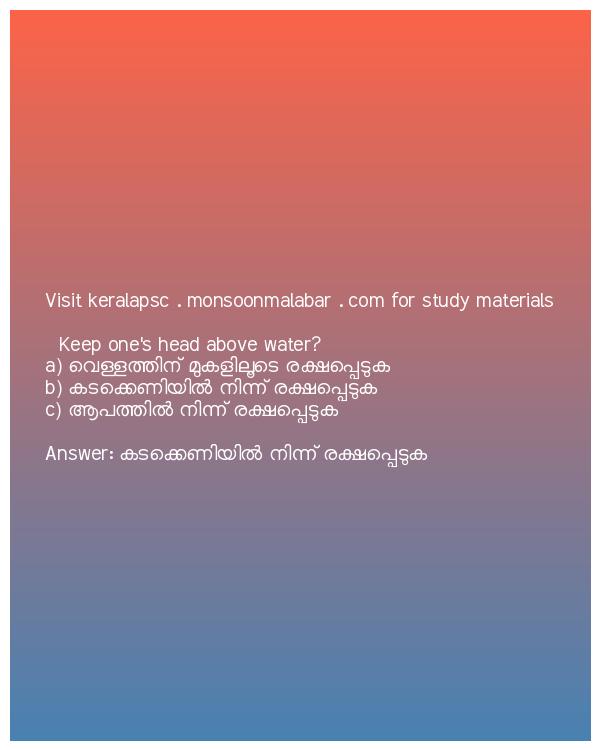 Visit keralapsc . monsoonmalabar . com for study materials
Keep one's head above water?
a) വെള്ളത്തിന് മുകളിലൂടെ രക്ഷപ്പെടുക
b) കടക്കെണിയിൽ നിന്ന് രക്ഷപ്പെടുക
c) ആപത്തിൽ നിന്ന് രക്ഷപ്പെടുക
Answer: കടക്കെണിയിൽ നിന്ന് രക്ഷപ്പെടുക